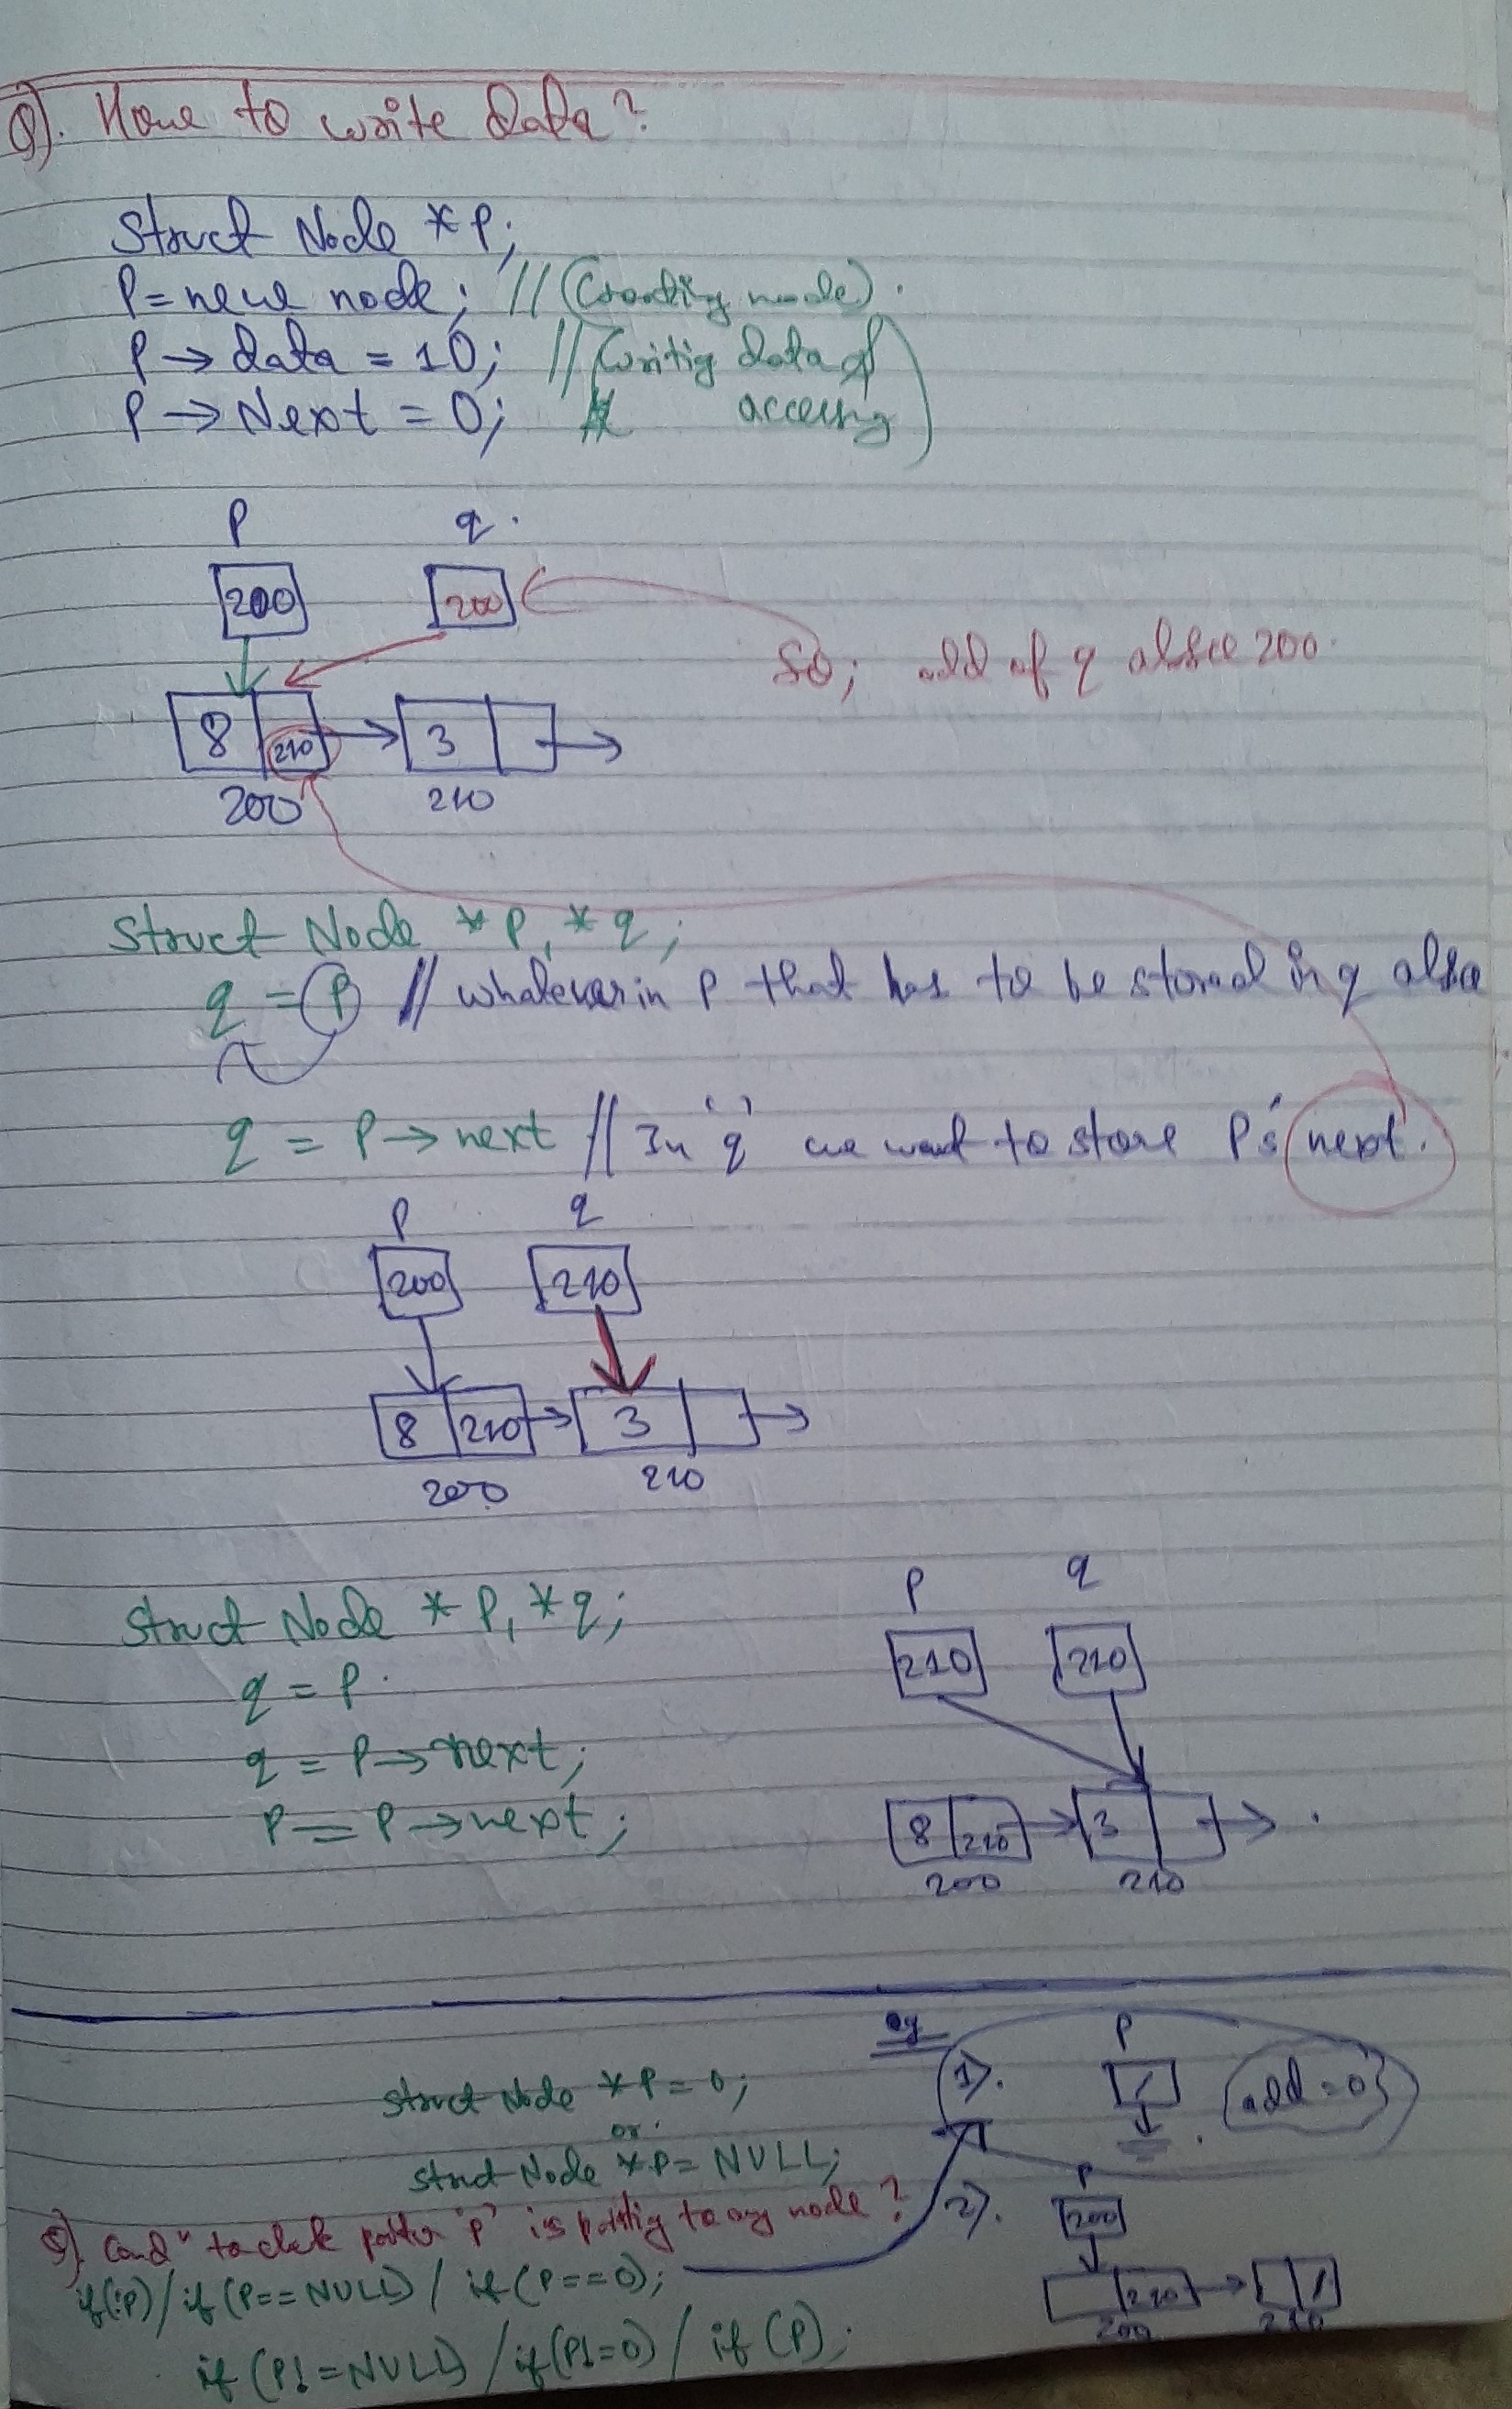 Q). How to write data?
Struct Node *P;
P = new node; // (Creating node).
P → data = 10; // (Writig data of
P → Next = 0; accessing)
P q.
200 200
So; add of q also 200.
8 210 3
200 210
Struct Node *P, *q;
q = P // whatever in P that has to be stored in q also
q = P → next // In 'q' we want to store P's next.
P q
200 210
8 210 3
200 210
Struct Node *P, *q;
q = P.
q = P → next;
P = P → next;
P q
210 210
8 210 3
200 210
eg
Struct Node *P = 0;
or
Struct Node *P = NULL;
1). P
add = 0
Q). Condn to check pointer 'P' is pointig to any node?
if(!P) / if (P == NULL) / if (P == 0);
if (P != NULL) / if (P != 0) / if (P);
2). P
200
210
200 210